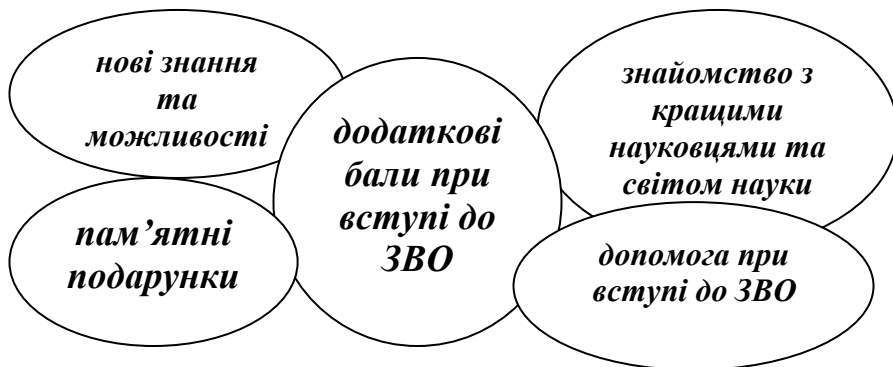 нові знання
та
можливості
пам’ятні
подарунки
додаткові
бали при
вступі до
ЗВО
знайомство з
кращими
науковцями та
світом науки
допомога при
вступі до ЗВО